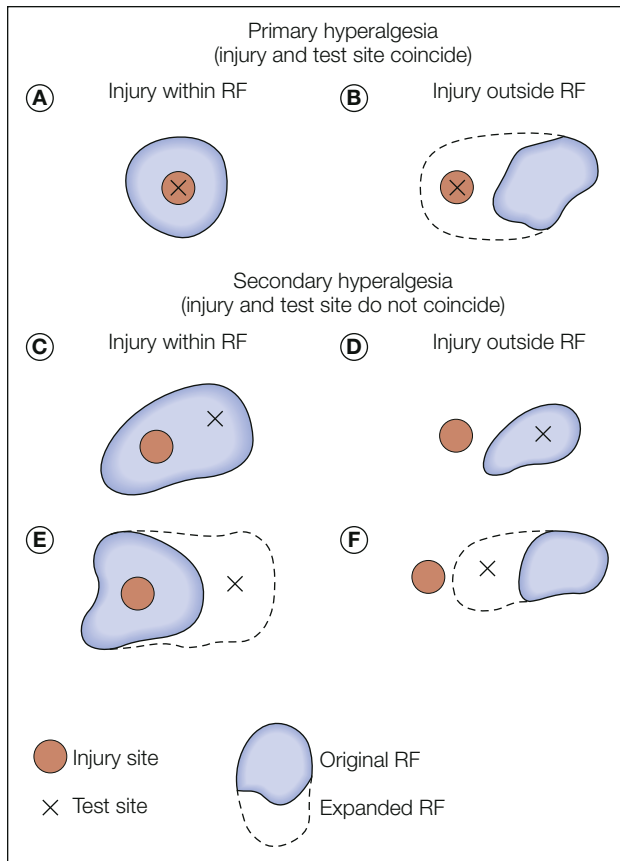 Primary hyperalgesia
(injury and test site coincide)
A Injury within RF
B Injury outside RF
Secondary hyperalgesia
(injury and test site do not coincide)
C Injury within RF
D Injury outside RF
E
F
Injury site
Test site
Original RF
Expanded RF